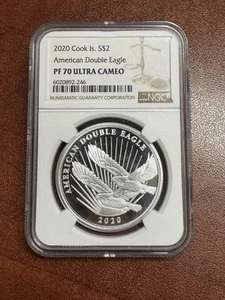 2020 Cook Is. S$2
American Double Eagle
PF 70 ULTRA CAMEO
6020892-246
NUMISMATIC GUARANTY CORPORATION
NGC
AMERICAN DOUBLE EAGLE
2020